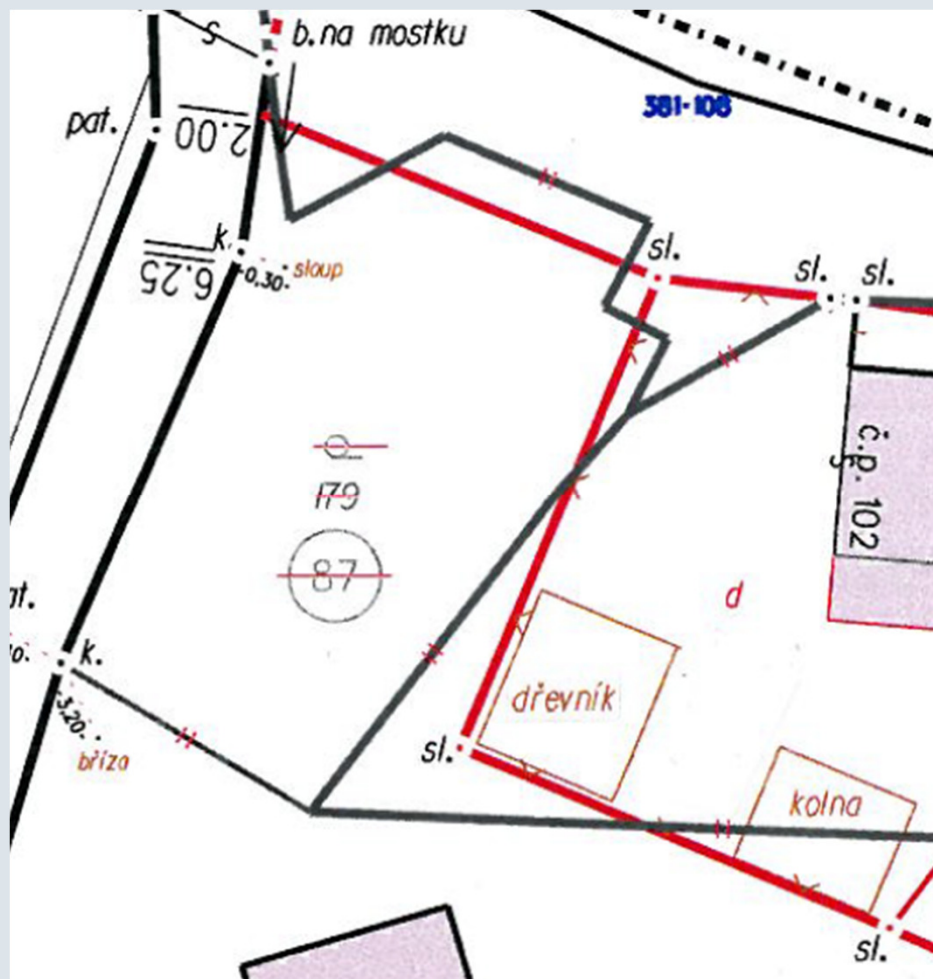 s
b.na mostku
381-108
pat.
2.00
k.
6.25
0,30.
sloup
sl.
sl.
sl.
179
87
č.p. 102
d
k.
3,20.
bříza
dřevník
sl.
kolna
sl.